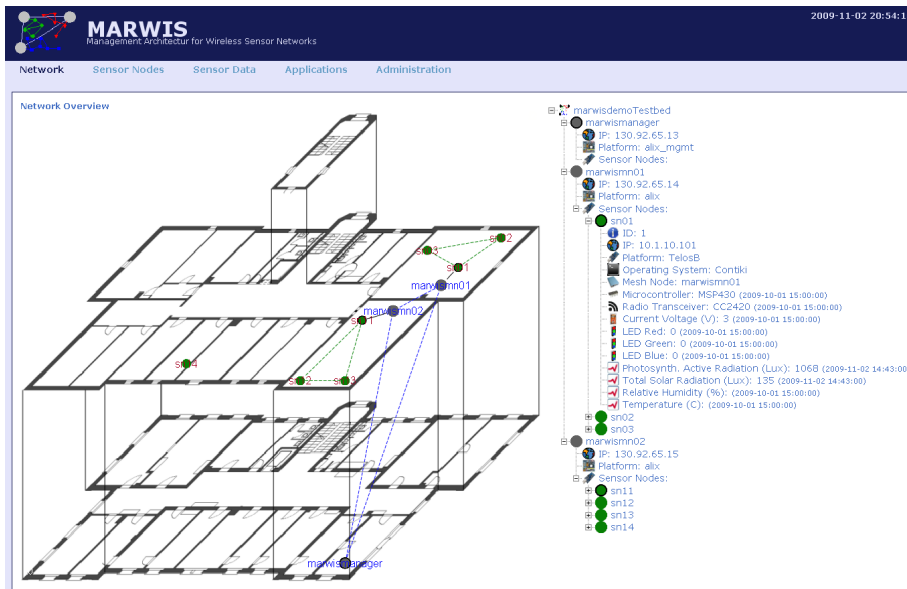 2009-11-02 20:54:1
MARWIS
Management Architectur for Wireless Sensor Networks
Network Sensor Nodes Sensor Data Applications Administration
Network Overview
marwisdemoTestbed
marwismanager
IP: 130.92.65.13
Platform: alix_mgmt
Sensor Nodes:
marwismn01
IP: 130.92.65.14
Platform: alix
Sensor Nodes:
sn01
ID: 1
IP: 10.1.10.101
Platform: TelosB
Operating System: Contiki
Mesh Node: marwismn01
Microcontroller: MSP430 (2009-10-01 15:00:00)
Radio Transceiver: CC2420 (2009-10-01 15:00:00)
Current Voltage (V): 3 (2009-10-01 15:00:00)
LED Red: 0 (2009-10-01 15:00:00)
LED Green: 0 (2009-10-01 15:00:00)
LED Blue: 0 (2009-10-01 15:00:00)
Photosynth. Active Radiation (Lux): 1068 (2009-11-02 14:43:00
Total Solar Radiation (Lux): 135 (2009-11-02 14:43:00)
Relative Humidity (%): (2009-10-01 15:00:00)
Temperature (C): (2009-10-01 15:00:00)
sn02
sn03
marwismn02
IP: 130.92.65.15
Platform: alix
Sensor Nodes:
sn11
sn12
sn13
sn14
marwismn01
marwismn02
marwismanager